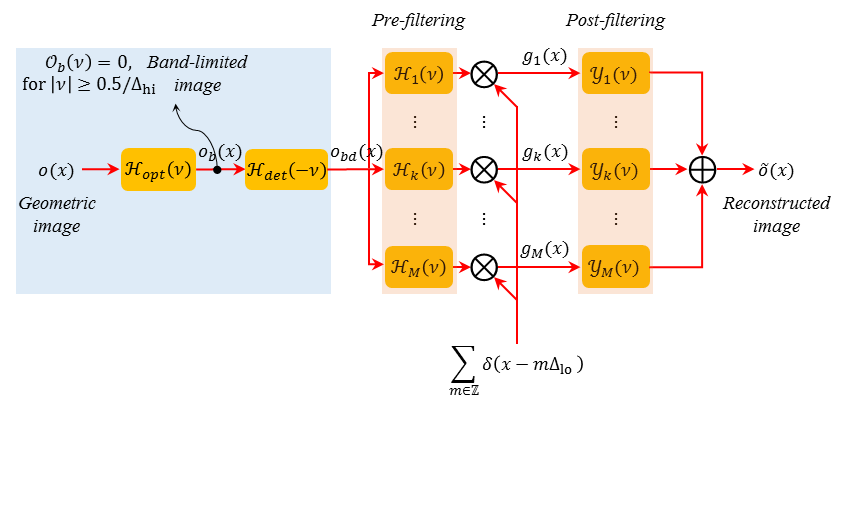 Pre-filtering
Post-filtering
𝒪_b(ν) = 0, Band-limited
for |ν| ≥ 0.5/Δ_hi image
ℋ_1(ν)
g_1(x)
𝒴_1(ν)
⋮ ⋮ ⋮
o(x)
ℋ_opt(ν)
o_b(x)
ℋ_det(−ν)
o_bd(x)
ℋ_k(ν)
g_k(x)
𝒴_k(ν)
õ(x)
Geometric
image
Reconstructed
image
⋮ ⋮ ⋮
ℋ_M(ν)
g_M(x)
𝒴_M(ν)
∑ δ(x − mΔ_lo )
m∈ℤ